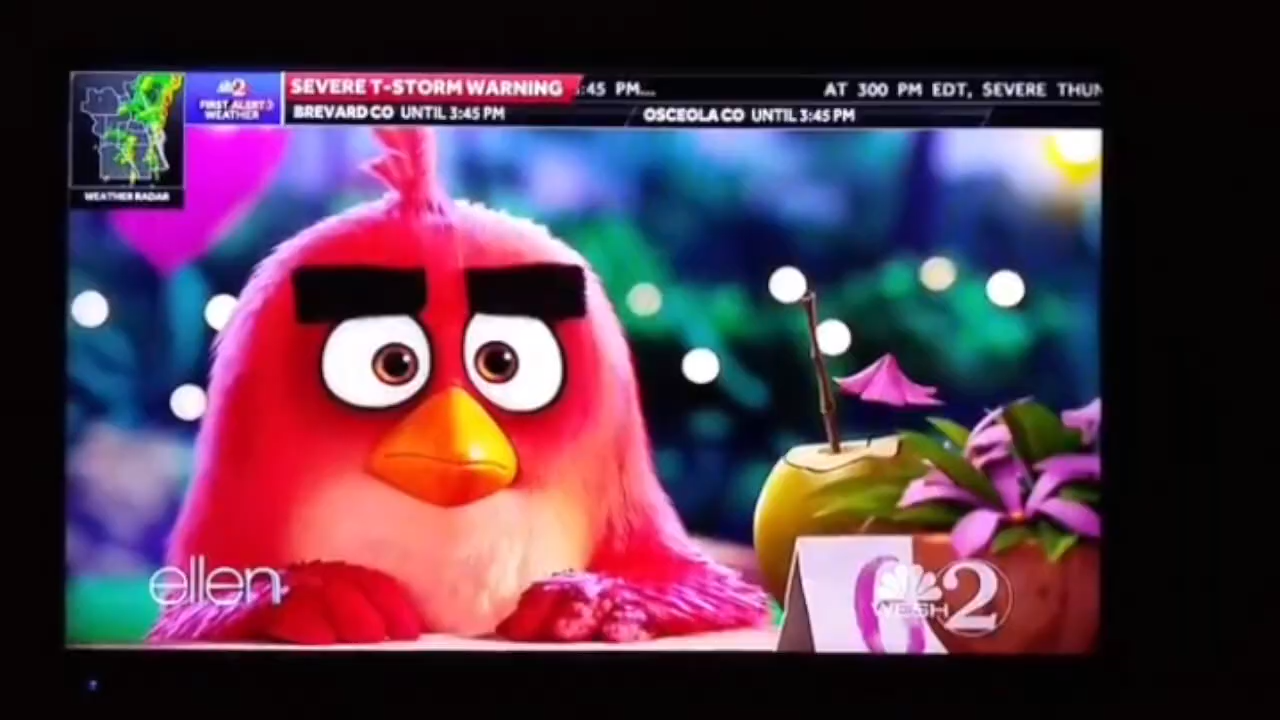 2
FIRST ALERT
WEATHER
SEVERE T-STORM WARNING
:45 PM... AT 300 PM EDT, SEVERE THUN
BREVARD CO UNTIL 3:45 PM
OSCEOLA CO UNTIL 3:45 PM
WEATHER RADAR
ellen
WESH 2